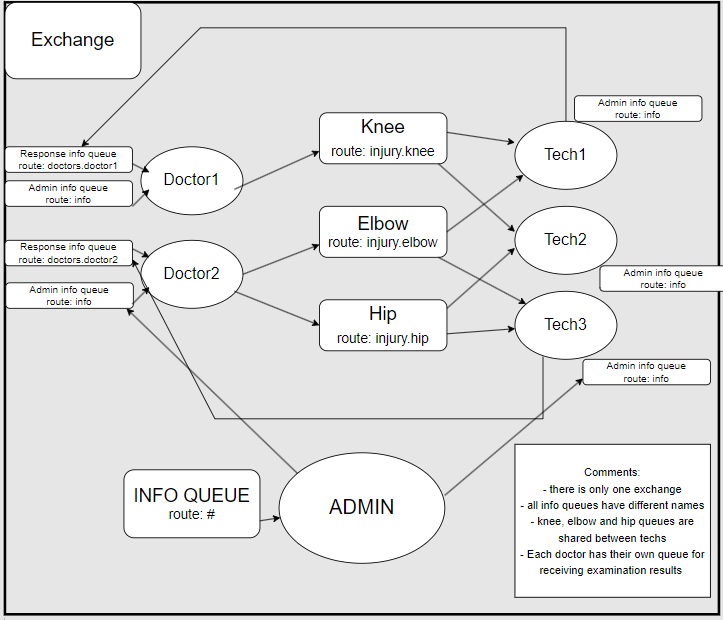 Exchange
Admin info queue
route: info
Knee
route: injury.knee
Response info queue
route: doctors.doctor1
Admin info queue
route: info
Doctor1
Tech1
Elbow
route: injury.elbow
Response info queue
route: doctors.doctor2
Admin info queue
route: info
Doctor2
Tech2
Admin info queue
route: info
Hip
route: injury.hip
Tech3
Admin info queue
route: info
INFO QUEUE
route: #
ADMIN
Comments:
- there is only one exchange
- all info queues have different names
- knee, elbow and hip queues are
shared between techs
- Each doctor has their own queue for
receiving examination results